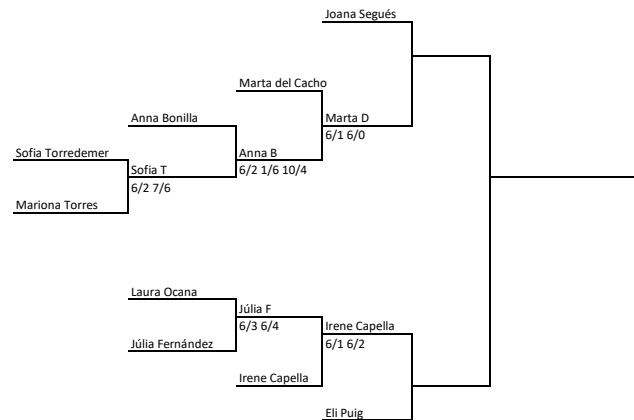 Joana Segués
Marta del Cacho
Anna Bonilla
Marta D
6/1 6/0
Sofia Torredemer
Anna B
Sofia T
6/2 1/6 10/4
6/2 7/6
Mariona Torres
Laura Ocana
Júlia F
6/3 6/4
Irene Capella
Júlia Fernández
6/1 6/2
Irene Capella
Eli Puig